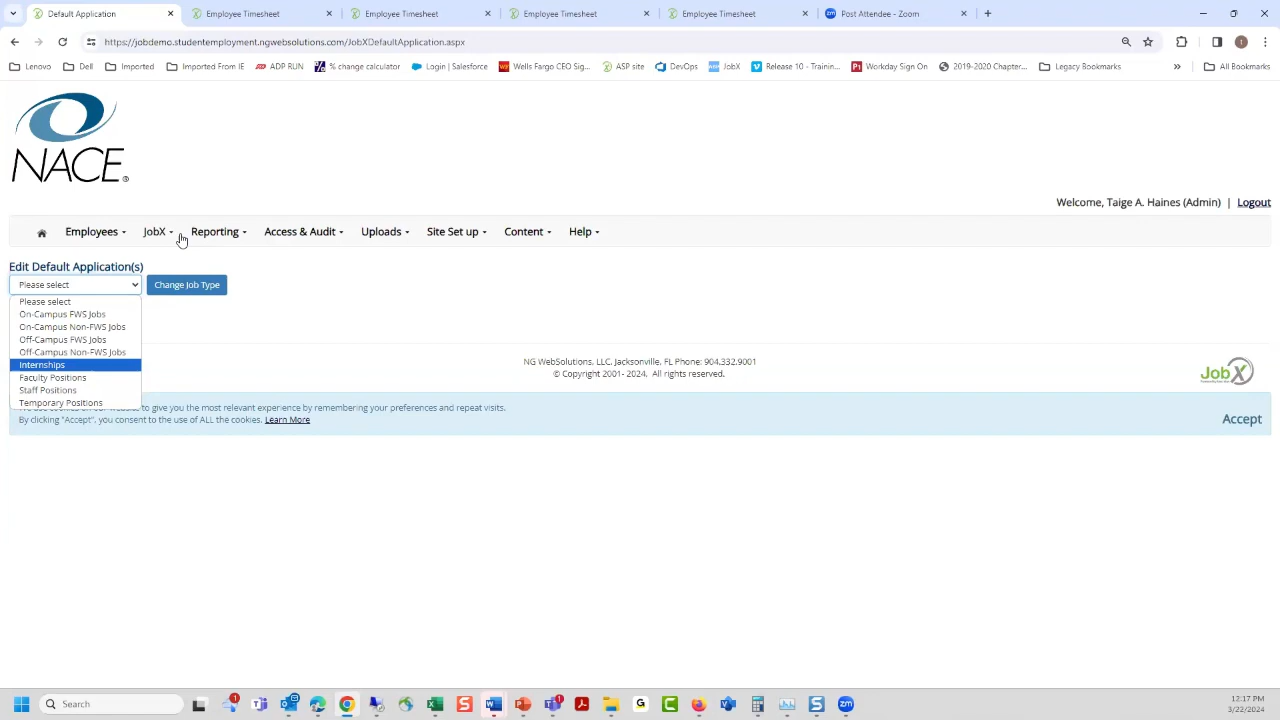 Default Application
Employee Timesheet
Employee Timesheet
Employee Timesheet
Employee Timesheet
zm Post Attendee - Zoom
https://jobdemo.studentemployment.ngwebsolutions.com/JobXDefaultApplication.aspx
Lenovo Dell Imported Imported From IE ADP RUN % change calculator Login | Salesforce Wells Fargo CEO Sig... ASP site DevOps JobX Release 10 - Trainin... Workday Sign On 2019-2020 Chapter... Legacy Bookmarks » All Bookmarks
NACE®
Welcome, Taige A. Haines (Admin) | Logout
Employees JobX Reporting Access & Audit Uploads Site Set up Content Help
Edit Default Application(s)
Please select Change Job Type
Please select
On-Campus FWS Jobs
On-Campus Non-FWS Jobs
Off-Campus FWS Jobs
Off-Campus Non-FWS Jobs
Internships
Faculty Positions
Staff Positions
Temporary Positions
NG WebSolutions, LLC. Jacksonville, FL Phone: 904.332.9001
© Copyright 2001- 2024, All rights reserved.
JobX
We use cookies on our website to give you the most relevant experience by remembering your preferences and repeat visits.
By clicking "Accept", you consent to the use of ALL the cookies. Learn More
Accept
Search
12:17 PM
3/22/2024